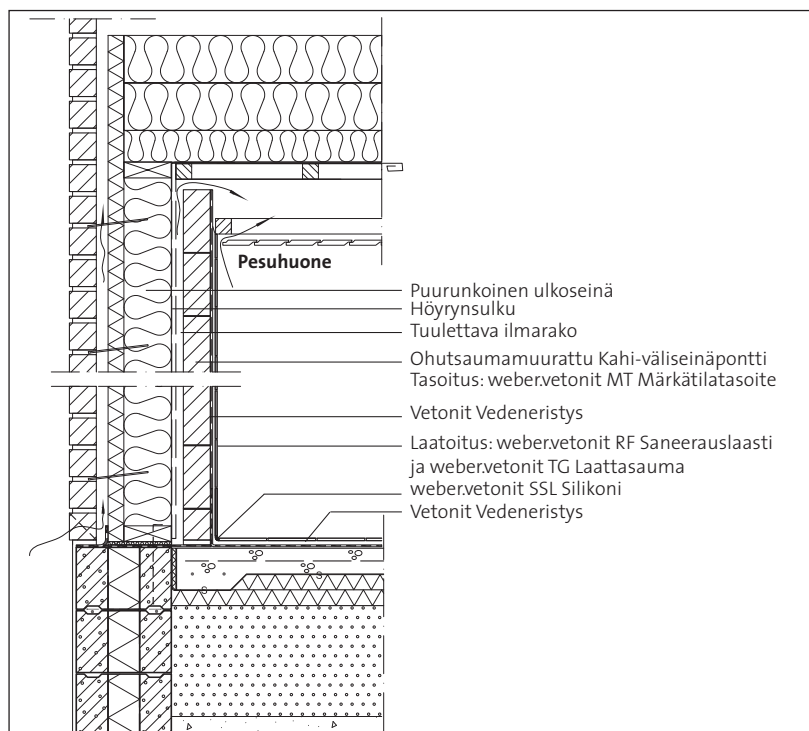 Pesuhuone
Puurunkoinen ulkoseinä
Höyrynsulku
Tuulettava ilmarako
Ohutsaumamuurattu Kahi-väliseinäpontti
Tasoitus: weber.vetonit MT Märkätilatasoite
Vetonit Vedeneristys
Laatoitus: weber.vetonit RF Saneerauslaasti
ja weber.vetonit TG Laattasauma
weber.vetonit SSL Silikoni
Vetonit Vedeneristys